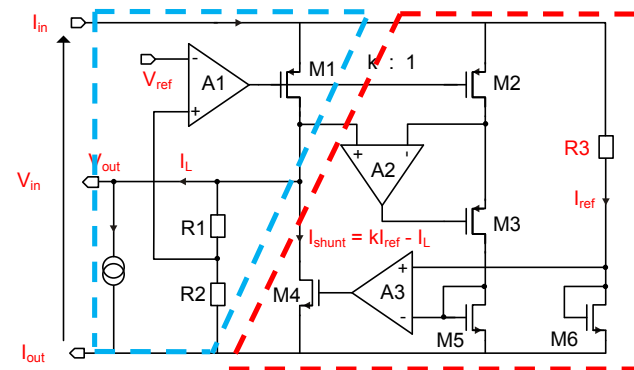 I_in
M1
k : 1
V_ref
A1
M2
-
+
+
-
A2
R3
V_out
I_L
V_in
M3
I_ref
R1
I_shunt = kI_ref - I_L
+
A3
-
R2
M4
M5
M6
I_out